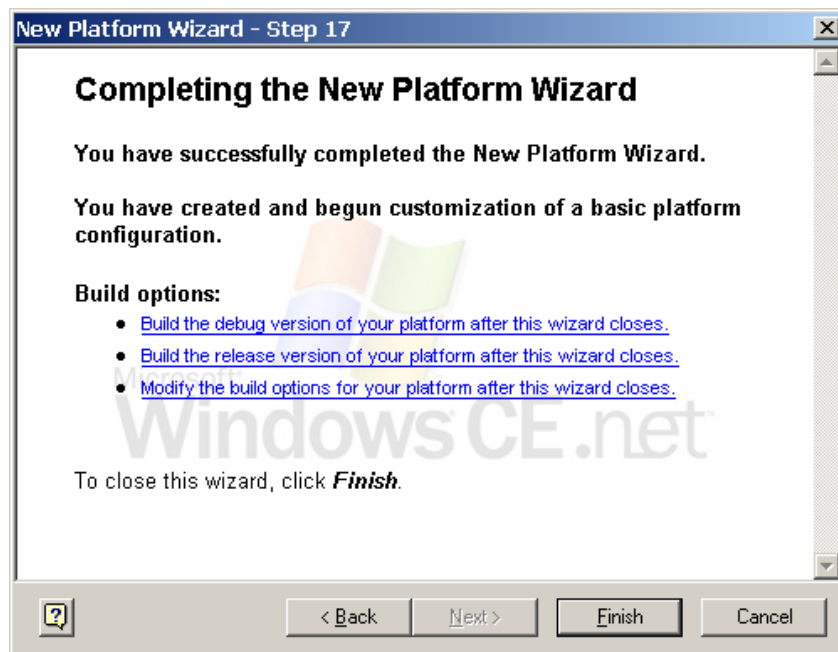 New Platform Wizard - Step 17
Completing the New Platform Wizard
You have successfully completed the New Platform Wizard.
You have created and begun customization of a basic platform
configuration.
Build options:
Build the debug version of your platform after this wizard closes.
Build the release version of your platform after this wizard closes.
Modify the build options for your platform after this wizard closes.
Microsoft
Windows CE .net
To close this wizard, click Finish.
< Back
Next >
Finish
Cancel